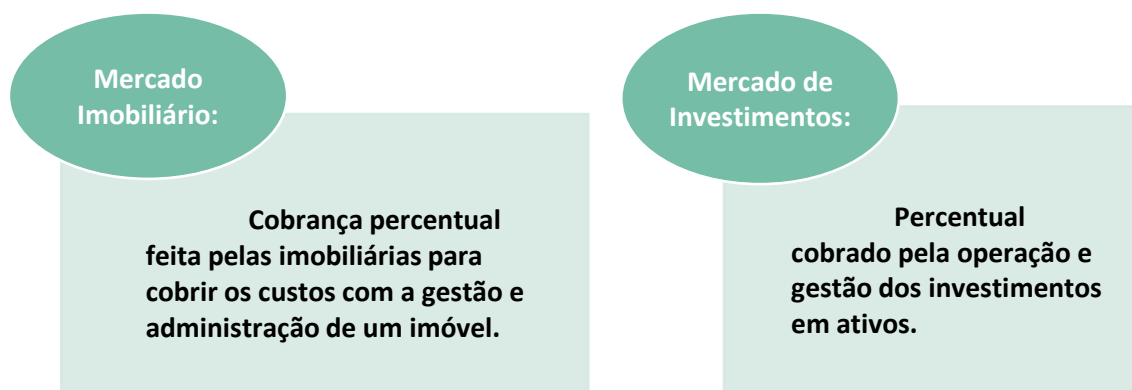 Mercado
Imobiliário:
Cobrança percentual
feita pelas imobiliárias para
cobrir os custos com a gestão e
administração de um imóvel.
Mercado de
Investimentos:
Percentual
cobrado pela operação e
gestão dos investimentos
em ativos.